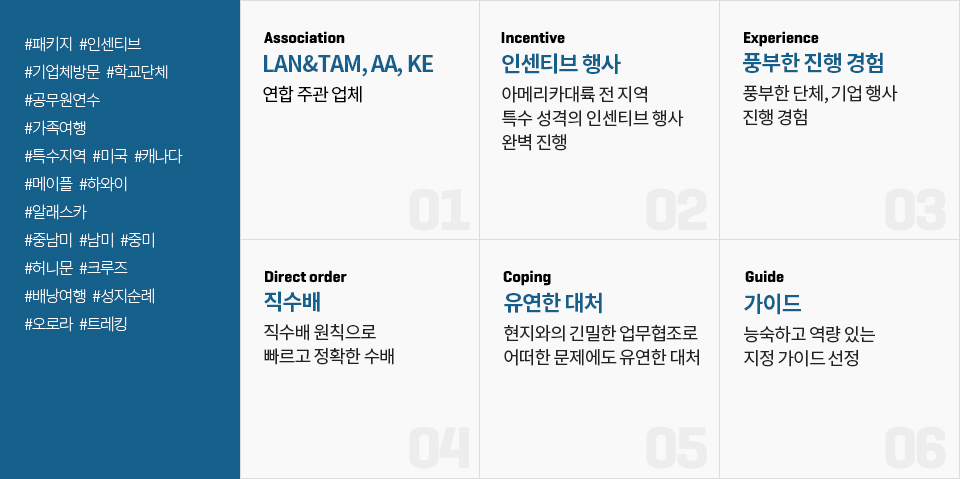 #패키지 #인센티브
#기업체방문 #학교단체
#공무원연수
#가족여행
#특수지역 #미국 #캐나다
#메이플 #하와이
#알래스카
#중남미 #남미 #중미
#허니문 #크루즈
#배낭여행 #성지순례
#오로라 #트레킹
Association
LAN&TAM, AA, KE
연합 주관 업체
01
Incentive
인센티브 행사
아메리카대륙 전 지역
특수 성격의 인센티브 행사
완벽 진행
02
Experience
풍부한 진행 경험
풍부한 단체, 기업 행사
진행 경험
03
Direct order
직수배
직수배 원칙으로
빠르고 정확한 수배
04
Coping
유연한 대처
현지와의 긴밀한 업무협조로
어떠한 문제에도 유연한 대처
05
Guide
가이드
능숙하고 역량 있는
지정 가이드 선정
06